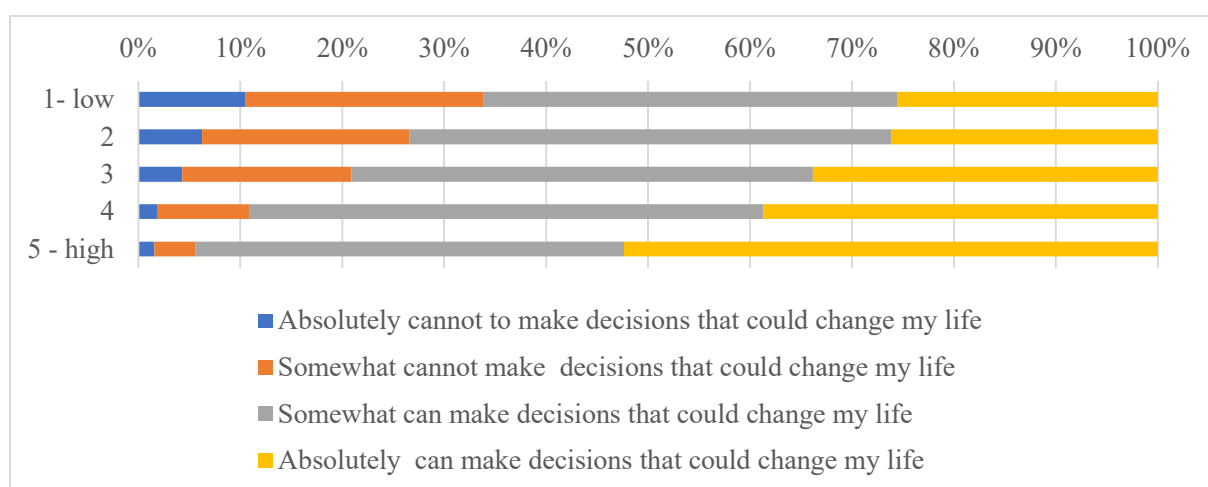 0% 10% 20% 30% 40% 50% 60% 70% 80% 90% 100%
1- low
2
3
4
5 - high
Absolutely cannot to make decisions that could change my life
Somewhat cannot make  decisions that could change my life
Somewhat can make decisions that could change my life
Absolutely  can make decisions that could change my life